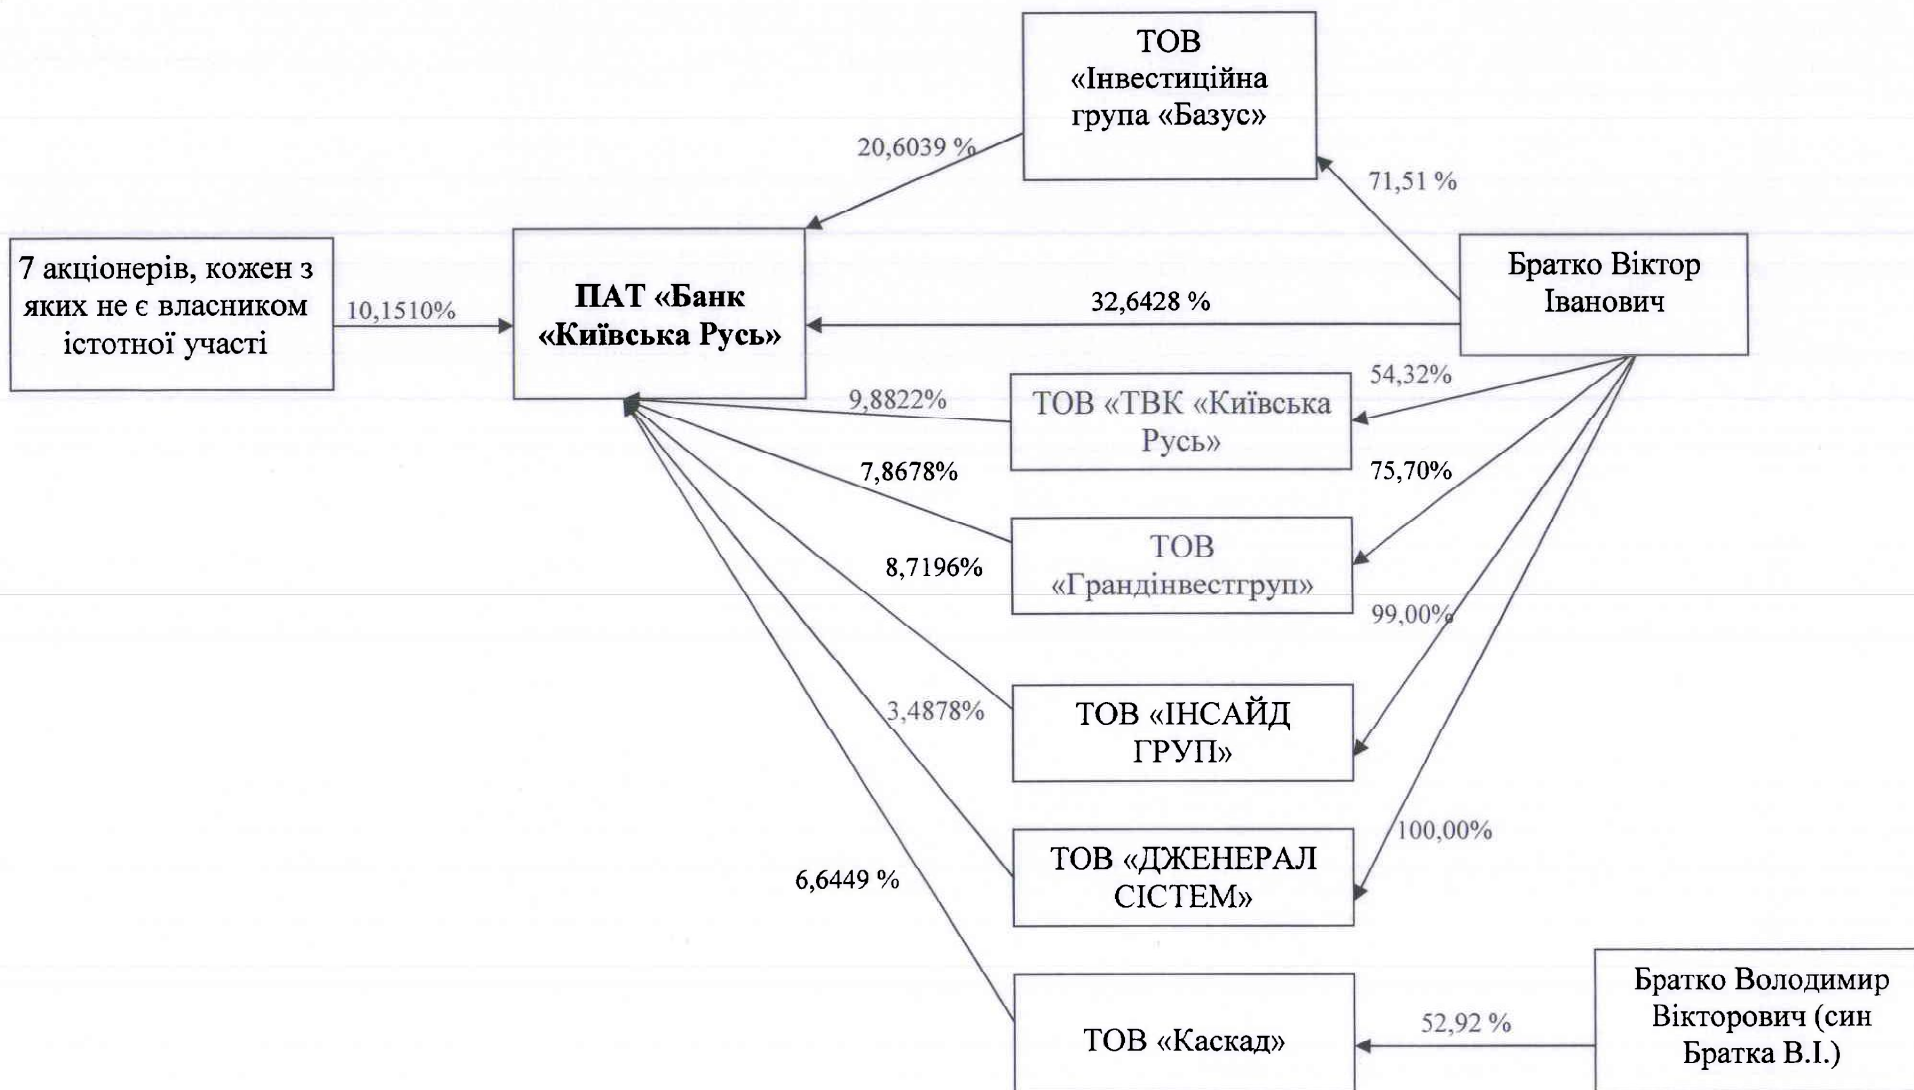 ТОВ
«Інвестиційна
група «Базус»
20,6039 %
71,51 %
7 акціонерів, кожен з
яких не є власником
істотної участі
10,1510%
ПАТ «Банк
«Київська Русь»
32,6428 %
Братко Віктор
Іванович
54,32%
9,8822%
ТОВ «ТВК «Київська
Русь»
7,8678%
75,70%
ТОВ
«Грандінвестгруп»
8,7196%
99,00%
ТОВ «ІНСАЙД
ГРУП»
3,4878%
100,00%
ТОВ «ДЖЕНЕРАЛ
СІСТЕМ»
6,6449 %
ТОВ «Каскад»
52,92 %
Братко Володимир
Вікторович (син
Братка В.І.)